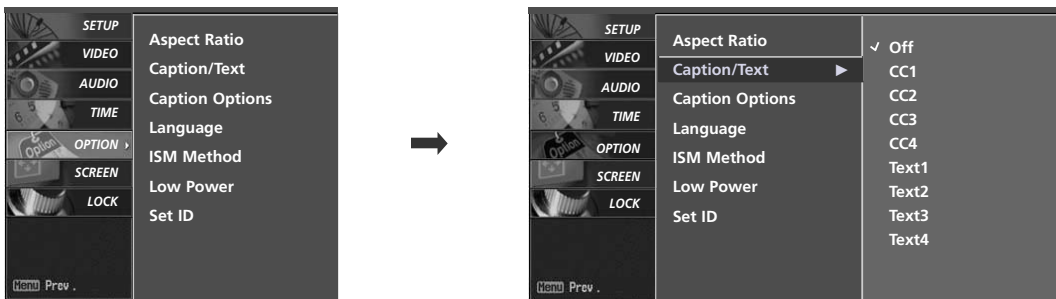 SETUP
VIDEO
AUDIO
TIME
OPTION
SCREEN
LOCK
Menu Prev .
Aspect Ratio
Caption/Text
Caption Options
Language
ISM Method
Low Power
Set ID
SETUP
VIDEO
AUDIO
TIME
OPTION
SCREEN
LOCK
Menu Prev .
Aspect Ratio
Caption/Text
Caption Options
Language
ISM Method
Low Power
Set ID
✓ Off
CC1
CC2
CC3
CC4
Text1
Text2
Text3
Text4